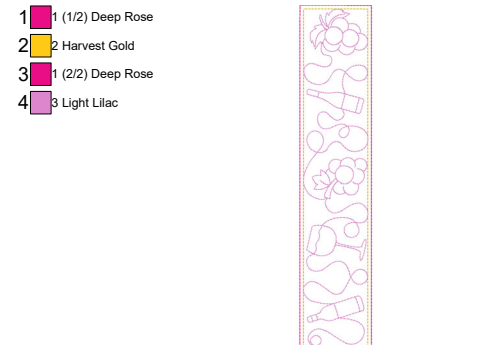 1 1 (1/2) Deep Rose
2 2 Harvest Gold
3 1 (2/2) Deep Rose
4 3 Light Lilac